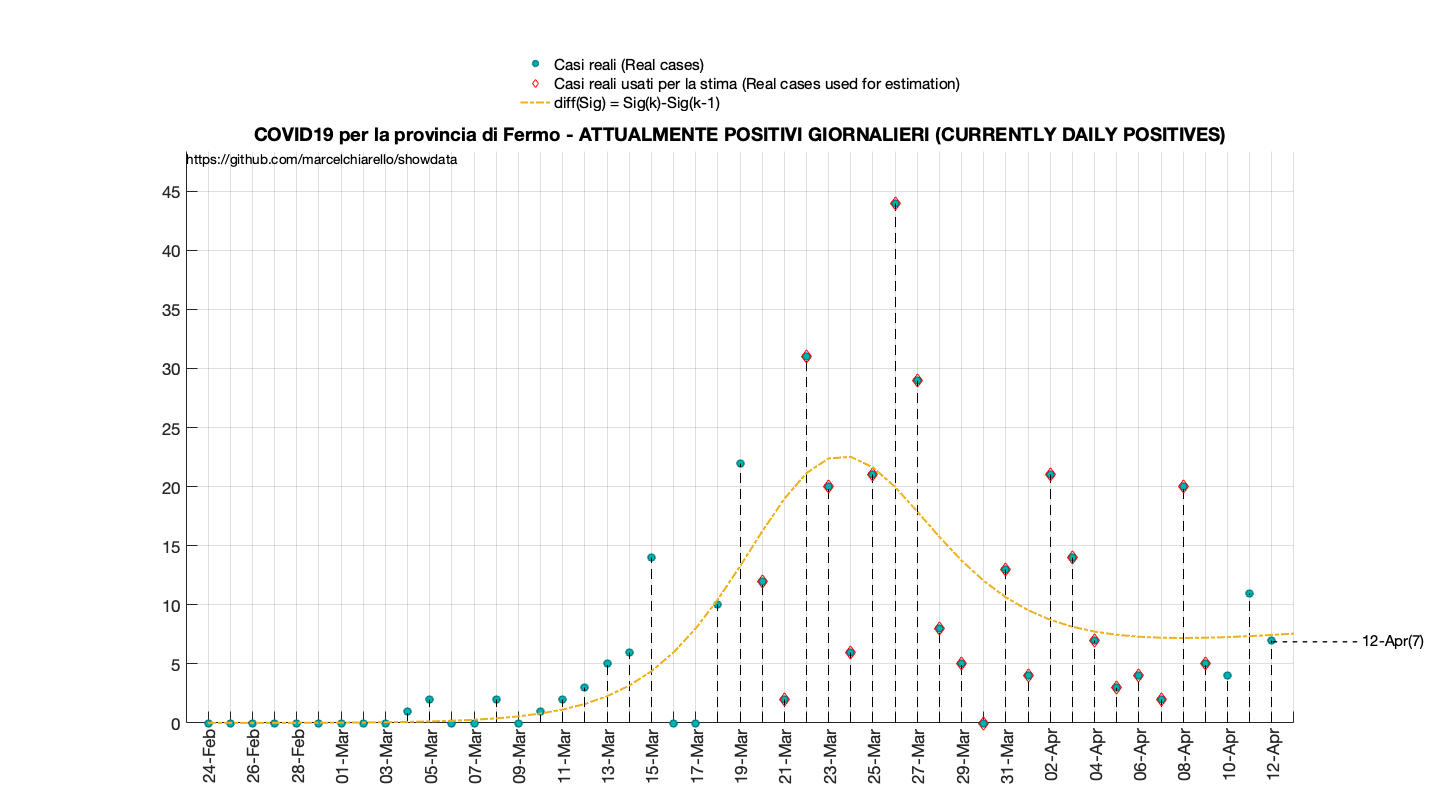 Casi reali (Real cases)
Casi reali usati per la stima (Real cases used for estimation)
diff(Sig) = Sig(k)-Sig(k-1)
COVID19 per la provincia di Fermo - ATTUALMENTE POSITIVI GIORNALIERI (CURRENTLY DAILY POSITIVES)
https://github.com/marcelchiarello/showdata
45
40
35
30
25
20
15
10
5
0
12-Apr(7)
24-Feb
26-Feb
28-Feb
01-Mar
03-Mar
05-Mar
07-Mar
09-Mar
11-Mar
13-Mar
15-Mar
17-Mar
19-Mar
21-Mar
23-Mar
25-Mar
27-Mar
29-Mar
31-Mar
02-Apr
04-Apr
06-Apr
08-Apr
10-Apr
12-Apr